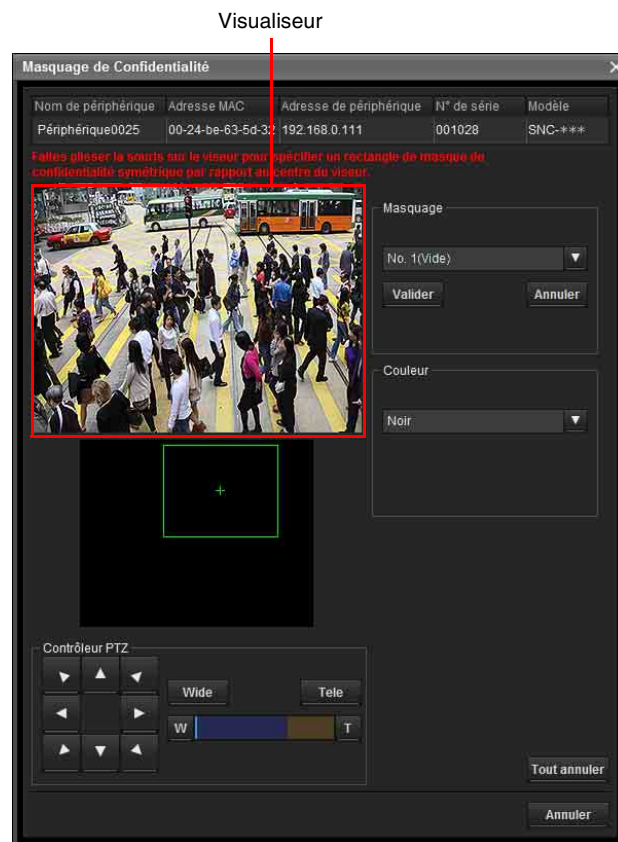 Visualiseur
Masquage de Confidentialité
Nom de périphérique Adresse MAC Adresse de périphérique N° de série Modèle
Périphérique0025 00-24-be-63-5d-32 192.168.0.111 001028 SNC-***
Faites glisser la souris sur le viseur pour spécifier un rectangle de masque de
confidentialité symétrique par rapport au centre du viseur.
Masquage
No. 1(Vide)
Valider Annuler
Couleur
Noir
Contrôleur PTZ
Wide Tele
W T
Tout annuler
Annuler